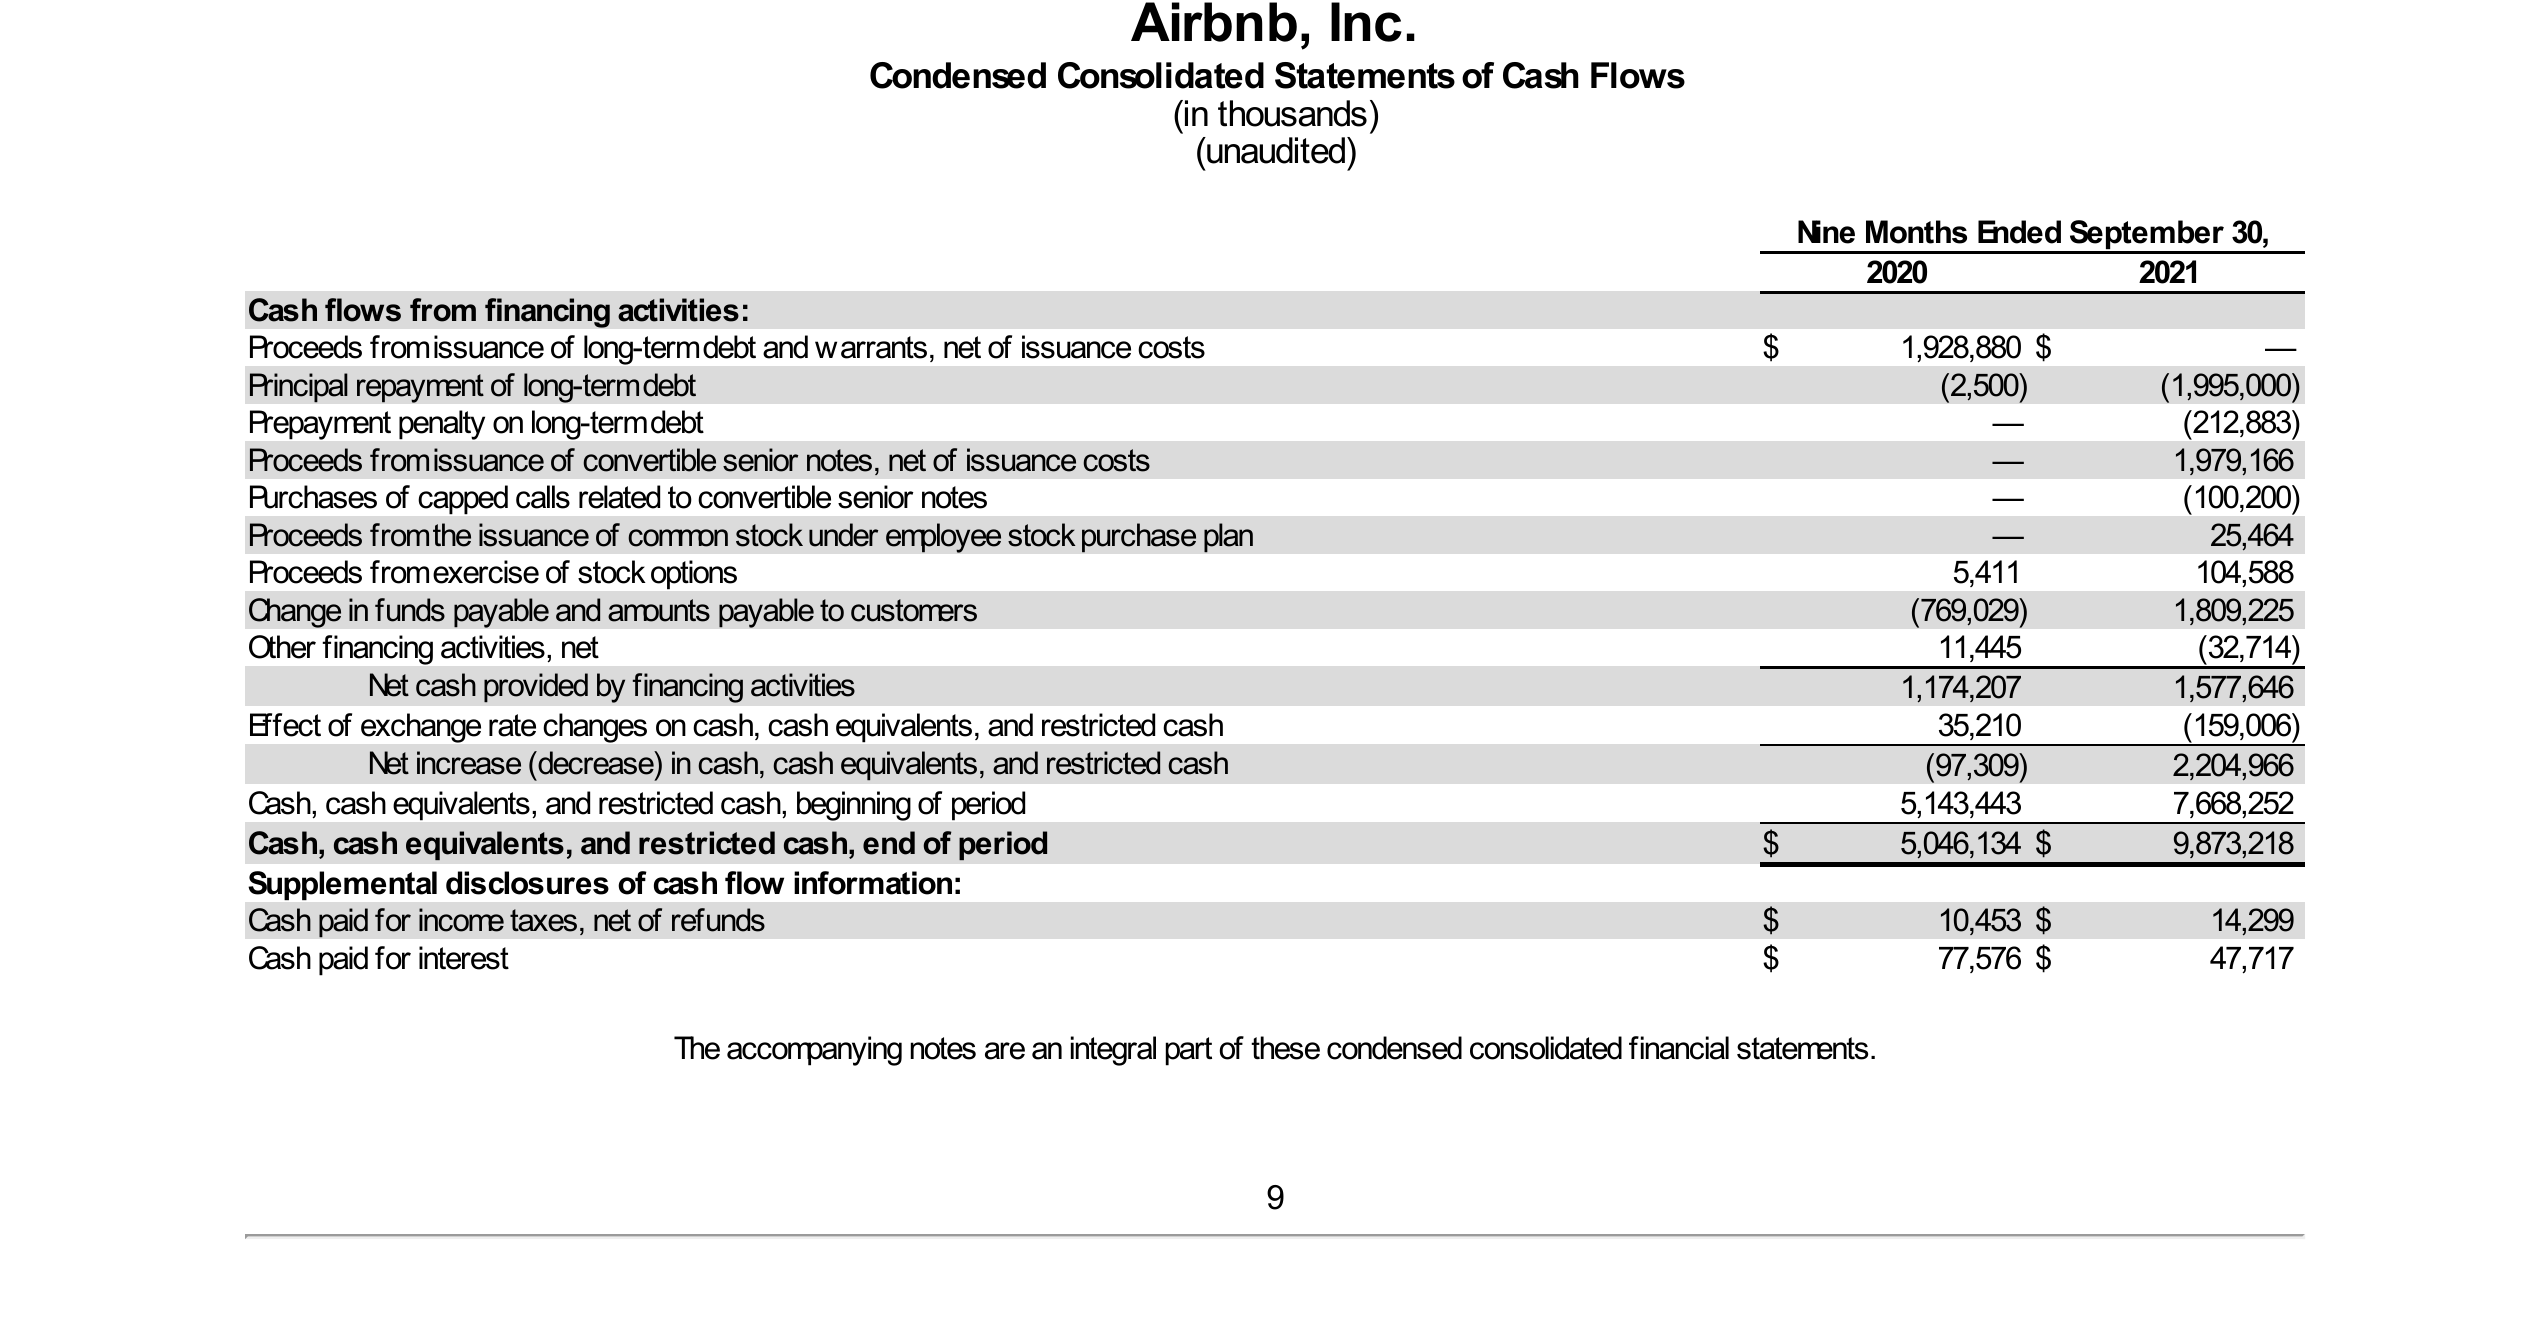 Airbnb, Inc.
Condensed Consolidated Statements of Cash Flows
(in thousands)
(unaudited)
Nine Months Ended September 30,
2020 2021
Cash flows from financing activities:
Proceeds from issuance of long-term debt and warrants, net of issuance costs $ 1,928,880 $ —
Principal repayment of long-term debt (2,500) (1,995,000)
Prepayment penalty on long-term debt — (212,883)
Proceeds from issuance of convertible senior notes, net of issuance costs — 1,979,166
Purchases of capped calls related to convertible senior notes — (100,200)
Proceeds from the issuance of common stock under employee stock purchase plan — 25,464
Proceeds from exercise of stock options 5,411 104,588
Change in funds payable and amounts payable to customers (769,029) 1,809,225
Other financing activities, net 11,445 (32,714)
Net cash provided by financing activities 1,174,207 1,577,646
Effect of exchange rate changes on cash, cash equivalents, and restricted cash 35,210 (159,006)
Net increase (decrease) in cash, cash equivalents, and restricted cash (97,309) 2,204,966
Cash, cash equivalents, and restricted cash, beginning of period 5,143,443 7,668,252
Cash, cash equivalents, and restricted cash, end of period $ 5,046,134 $ 9,873,218
Supplemental disclosures of cash flow information:
Cash paid for income taxes, net of refunds $ 10,453 $ 14,299
Cash paid for interest $ 77,576 $ 47,717
The accompanying notes are an integral part of these condensed consolidated financial statements.
9